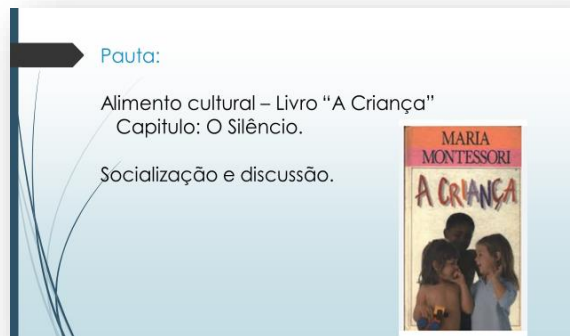 Pauta:
Alimento cultural – Livro “A Criança”
Capitulo: O Silêncio.
Socialização e discussão.
MARIA
MONTESSORI
A CRIANÇA